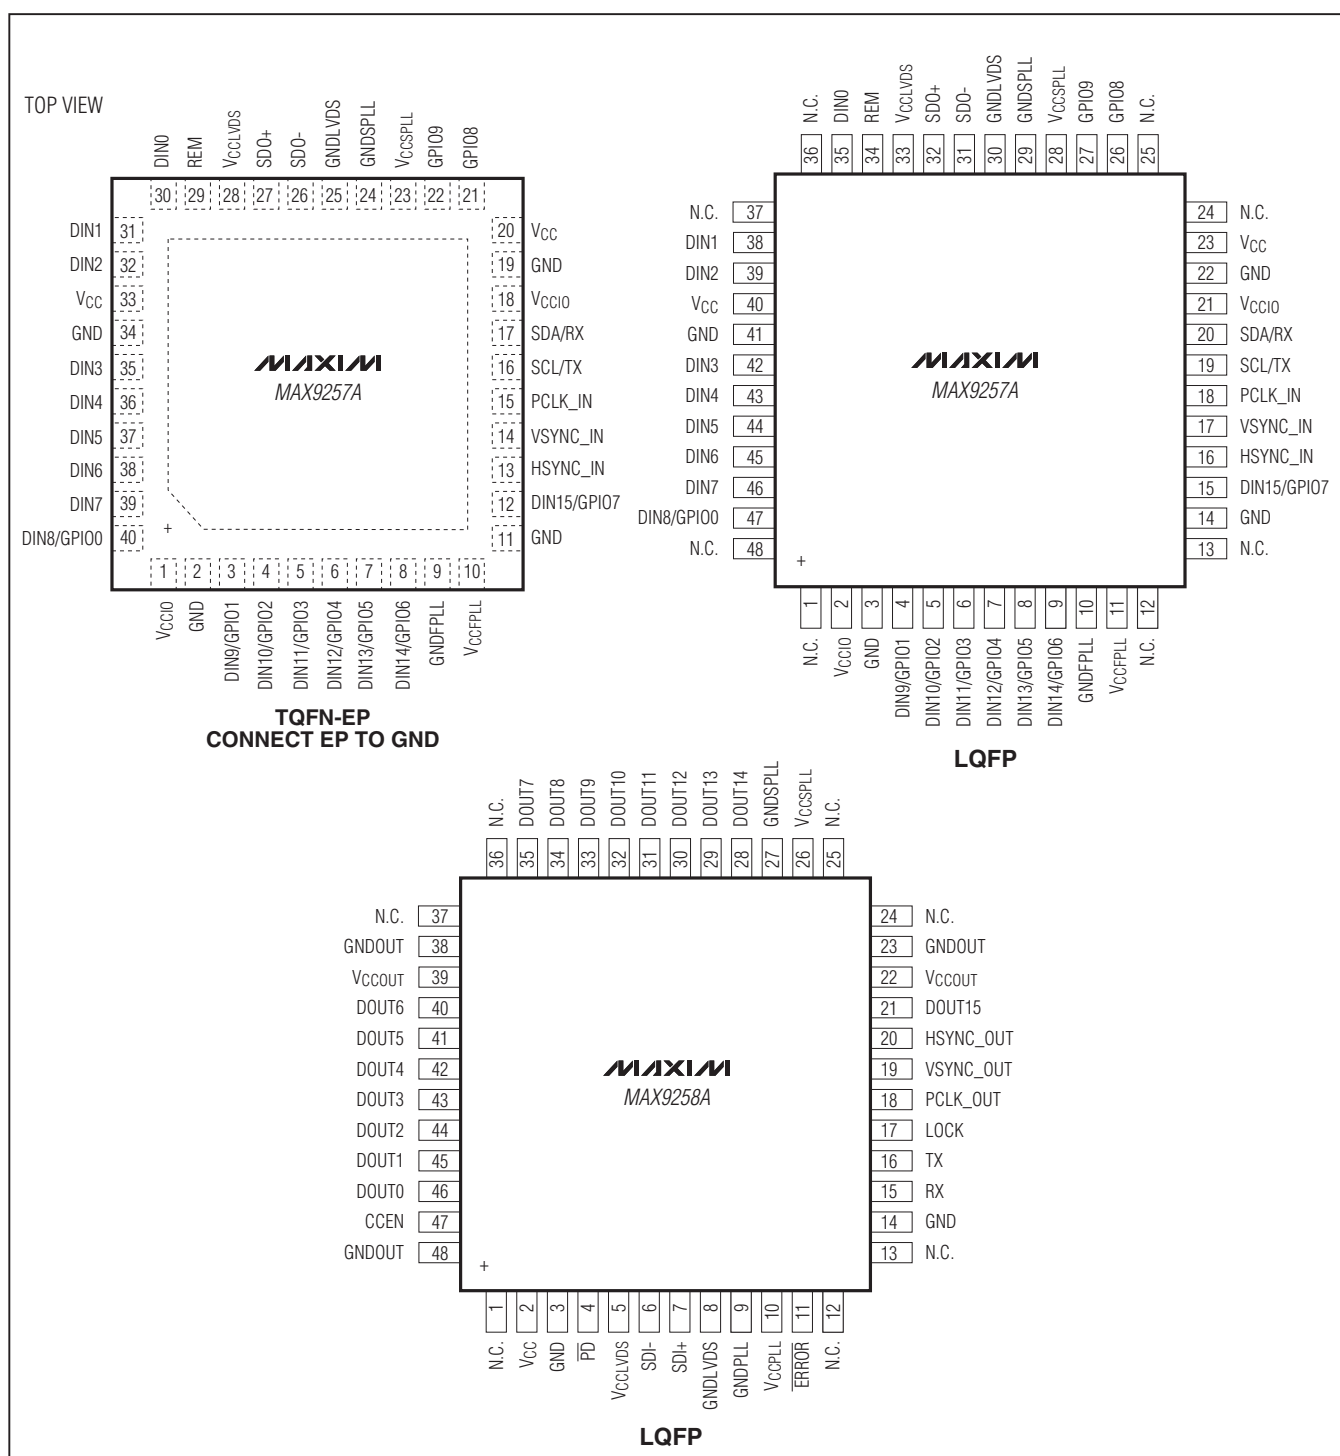 TOP VIEW
DIN0 REM VCCLVDS SDO+ SDO- GNDLVDS GNDSPLL VCCSPLL GPIO9 GPIO8
30 29 28 27 26 25 24 23 22 21
DIN1 31
DIN2 32
VCC 33
GND 34
DIN3 35
DIN4 36
DIN5 37
DIN6 38
DIN7 39
DIN8/GPIO0 40
20 VCC
19 GND
18 VCCIO
17 SDA/RX
16 SCL/TX
15 PCLK_IN
14 VSYNC_IN
13 HSYNC_IN
12 DIN15/GPIO7
11 GND
MAXIM
MAX9257A
+
1 2 3 4 5 6 7 8 9 10
VCCIO GND DIN9/GPIO1 DIN10/GPIO2 DIN11/GPIO3 DIN12/GPIO4 DIN13/GPIO5 DIN14/GPIO6 GNDFPLL VCCFPLL
TQFN-EP
CONNECT EP TO GND
N.C. DIN0 REM VCCLVDS SDO+ SDO- GNDLVDS GNDSPLL VCCSPLL GPIO9 GPIO8 N.C.
36 35 34 33 32 31 30 29 28 27 26 25
N.C. 37
DIN1 38
DIN2 39
VCC 40
GND 41
DIN3 42
DIN4 43
DIN5 44
DIN6 45
DIN7 46
DIN8/GPIO0 47
N.C. 48
24 N.C.
23 VCC
22 GND
21 VCCIO
20 SDA/RX
19 SCL/TX
18 PCLK_IN
17 VSYNC_IN
16 HSYNC_IN
15 DIN15/GPIO7
14 GND
13 N.C.
MAXIM
MAX9257A
+
1 2 3 4 5 6 7 8 9 10 11 12
N.C. VCCIO GND DIN9/GPIO1 DIN10/GPIO2 DIN11/GPIO3 DIN12/GPIO4 DIN13/GPIO5 DIN14/GPIO6 GNDFPLL VCCFPLL N.C.
LQFP
N.C. DOUT7 DOUT8 DOUT9 DOUT10 DOUT11 DOUT12 DOUT13 DOUT14 GNDSPLL VCCSPLL N.C.
36 35 34 33 32 31 30 29 28 27 26 25
N.C. 37
GNDOUT 38
VCCOUT 39
DOUT6 40
DOUT5 41
DOUT4 42
DOUT3 43
DOUT2 44
DOUT1 45
DOUT0 46
CCEN 47
GNDOUT 48
24 N.C.
23 GNDOUT
22 VCCOUT
21 DOUT15
20 HSYNC_OUT
19 VSYNC_OUT
18 PCLK_OUT
17 LOCK
16 TX
15 RX
14 GND
13 N.C.
MAXIM
MAX9258A
+
1 2 3 4 5 6 7 8 9 10 11 12
N.C. VCC GND PD VCCLVDS SDI- SDI+ GNDLVDS GNDPLL VCCPLL ERROR N.C.
LQFP